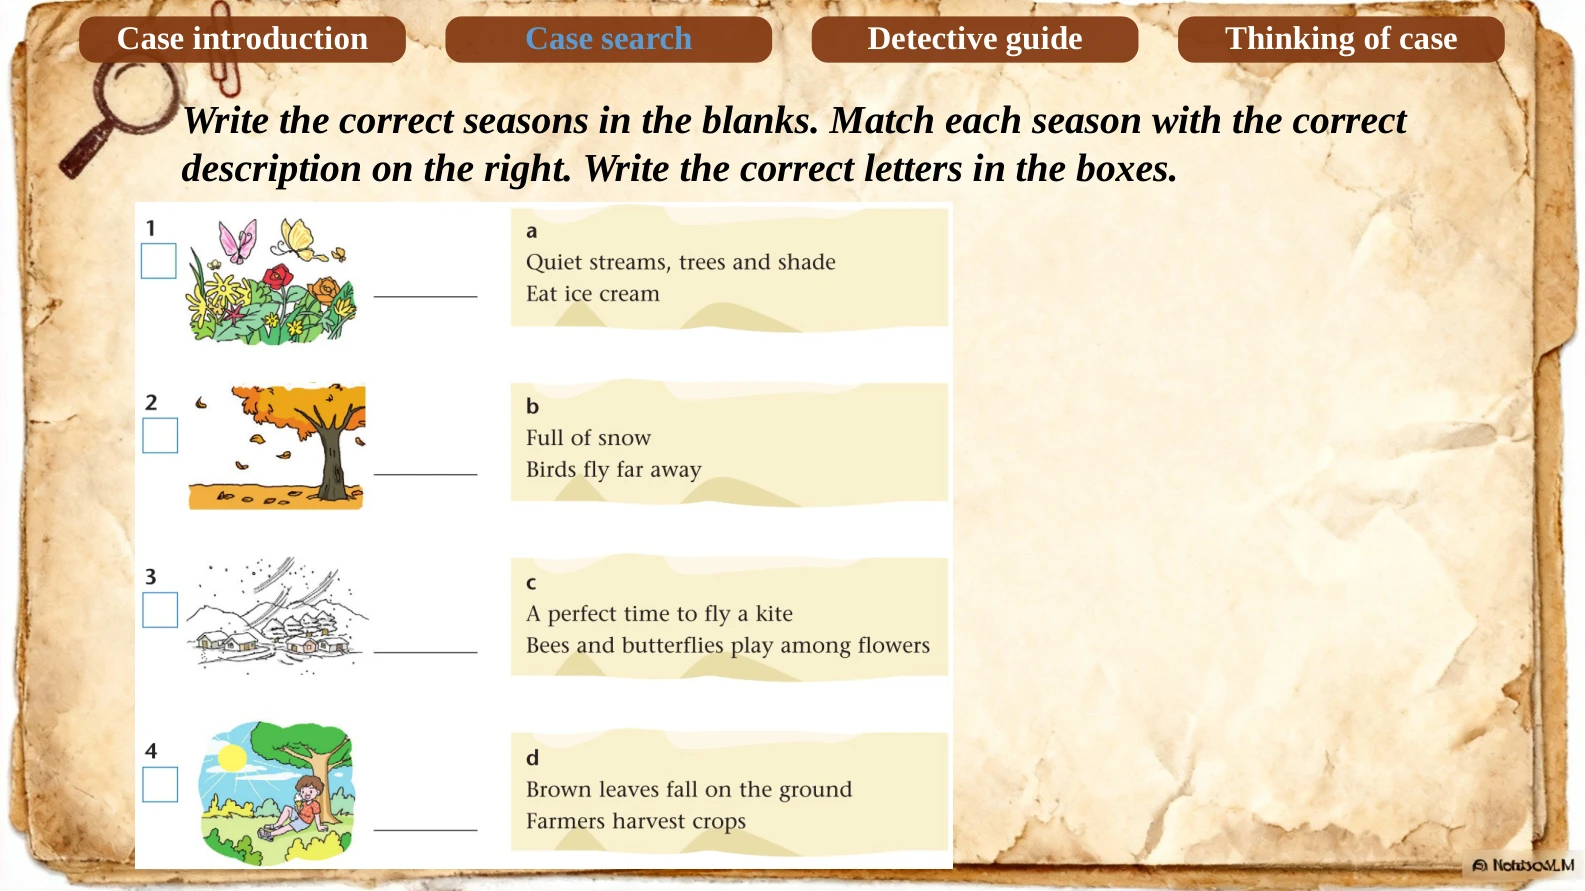 Case introduction
Case search
Detective guide
Thinking of case
Write the correct seasons in the blanks. Match each season with the correct
description on the right. Write the correct letters in the boxes.
1
a
Quiet streams, trees and shade
Eat ice cream
2
b
Full of snow
Birds fly far away
3
c
A perfect time to fly a kite
Bees and butterflies play among flowers
4
d
Brown leaves fall on the ground
Farmers harvest crops